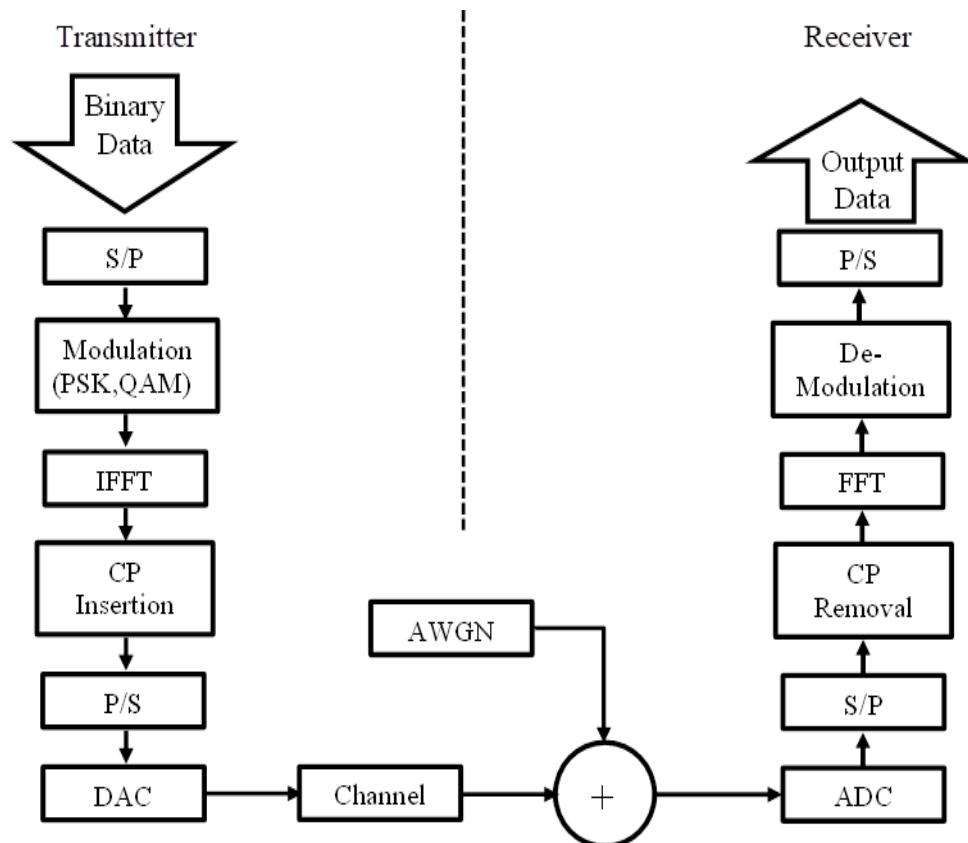 Transmitter
Binary
Data
S/P
Modulation
(PSK,QAM)
IFFT
CP
Insertion
P/S
DAC
Channel
AWGN
+
Receiver
Output
Data
P/S
De-
Modulation
FFT
CP
Removal
S/P
ADC